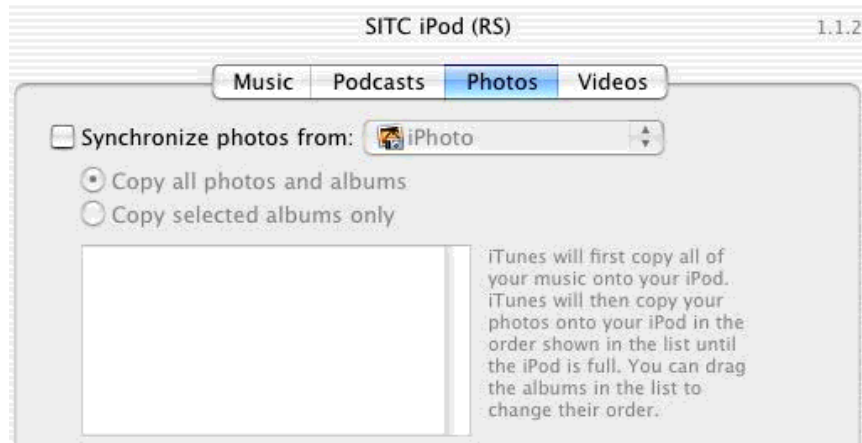 SITC iPod (RS) 1.1.2
Music Podcasts Photos Videos
Synchronize photos from: iPhoto
Copy all photos and albums
Copy selected albums only
iTunes will first copy all of
your music onto your iPod.
iTunes will then copy your
photos onto your iPod in the
order shown in the list until
the iPod is full. You can drag
the albums in the list to
change their order.